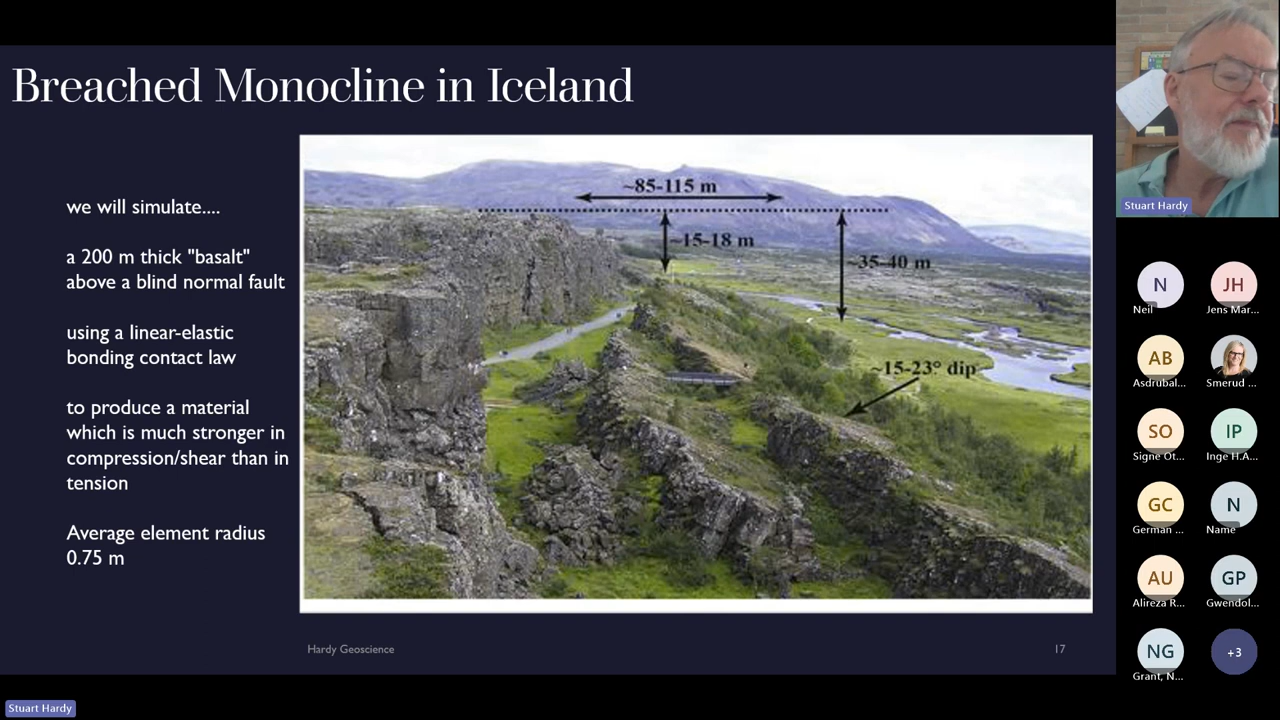 Breached Monocline in Iceland
we will simulate....
a 200 m thick "basalt"
above a blind normal fault
using a linear-elastic
bonding contact law
to produce a material
which is much stronger in
compression/shear than in
tension
Average element radius
0.75 m
~85-115 m
~15-18 m
~35-40 m
~15-23° dip
Hardy Geoscience
17
Stuart Hardy
N
Neil
JH
Jens Mar...
AB
Asdrubal...
Smerud ...
SO
Signe Ot...
IP
Inge H.A...
GC
German ...
N
Name
AU
Alireza R...
GP
Gwendol...
NG
Grant, N...
+3
Stuart Hardy